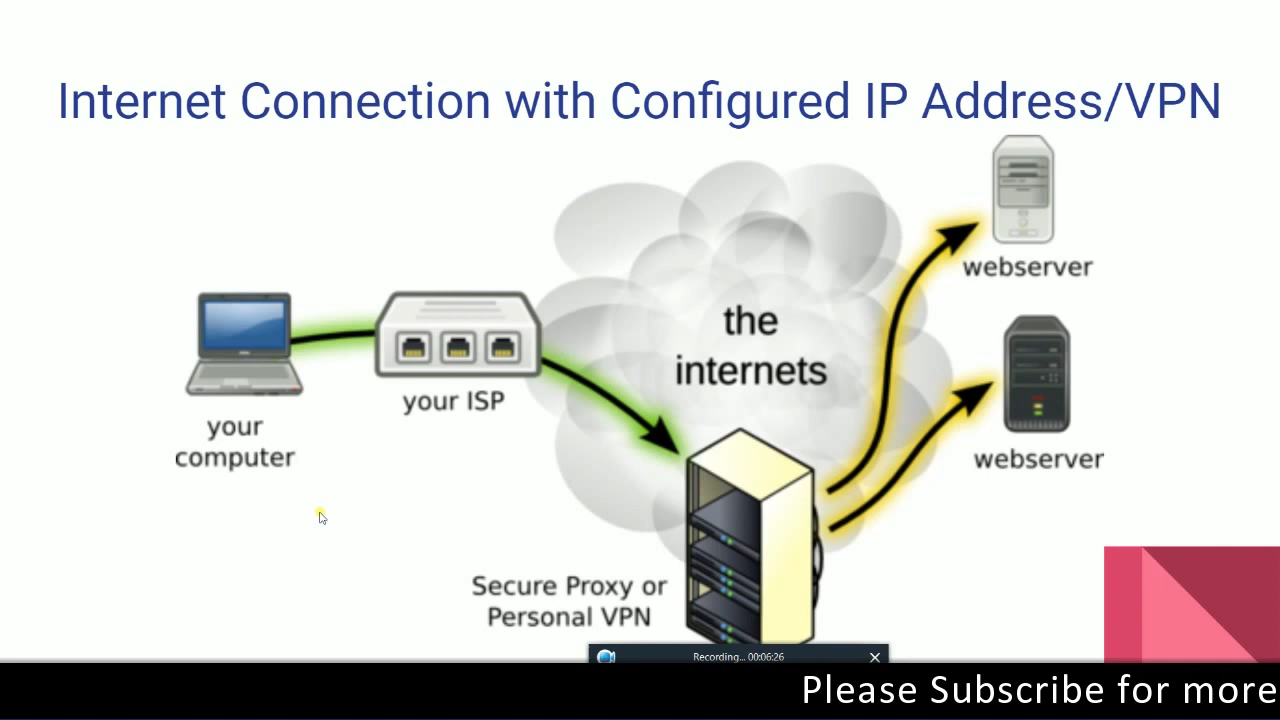 Internet Connection with Configured IP Address/VPN
webserver
the
internets
your ISP
your
computer
webserver
Secure Proxy or
Personal VPN
Recording... 00:06:26
Please Subscribe for more